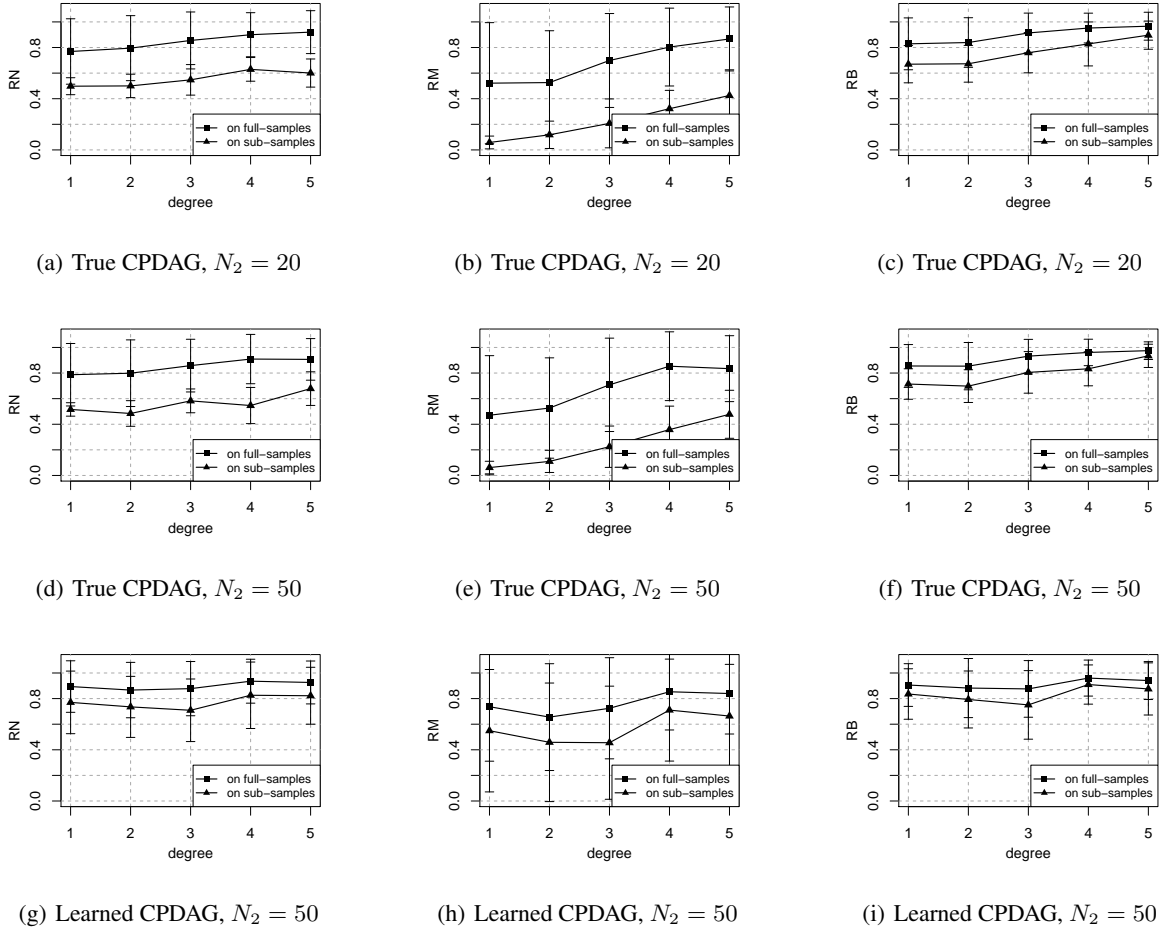 RN
0.0 0.4 0.8
on full−samples
on sub−samples
1 2 3 4 5
degree
RM
0.0 0.4 0.8
on full−samples
on sub−samples
1 2 3 4 5
degree
RB
0.0 0.4 0.8
on full−samples
on sub−samples
1 2 3 4 5
degree
(a) True CPDAG, N₂ = 20
(b) True CPDAG, N₂ = 20
(c) True CPDAG, N₂ = 20
RN
0.0 0.4 0.8
on full−samples
on sub−samples
1 2 3 4 5
degree
RM
0.0 0.4 0.8
on full−samples
on sub−samples
1 2 3 4 5
degree
RB
0.0 0.4 0.8
on full−samples
on sub−samples
1 2 3 4 5
degree
(d) True CPDAG, N₂ = 50
(e) True CPDAG, N₂ = 50
(f) True CPDAG, N₂ = 50
RN
0.0 0.4 0.8
on full−samples
on sub−samples
1 2 3 4 5
degree
RM
0.0 0.4 0.8
on full−samples
on sub−samples
1 2 3 4 5
degree
RB
0.0 0.4 0.8
on full−samples
on sub−samples
1 2 3 4 5
degree
(g) Learned CPDAG, N₂ = 50
(h) Learned CPDAG, N₂ = 50
(i) Learned CPDAG, N₂ = 50